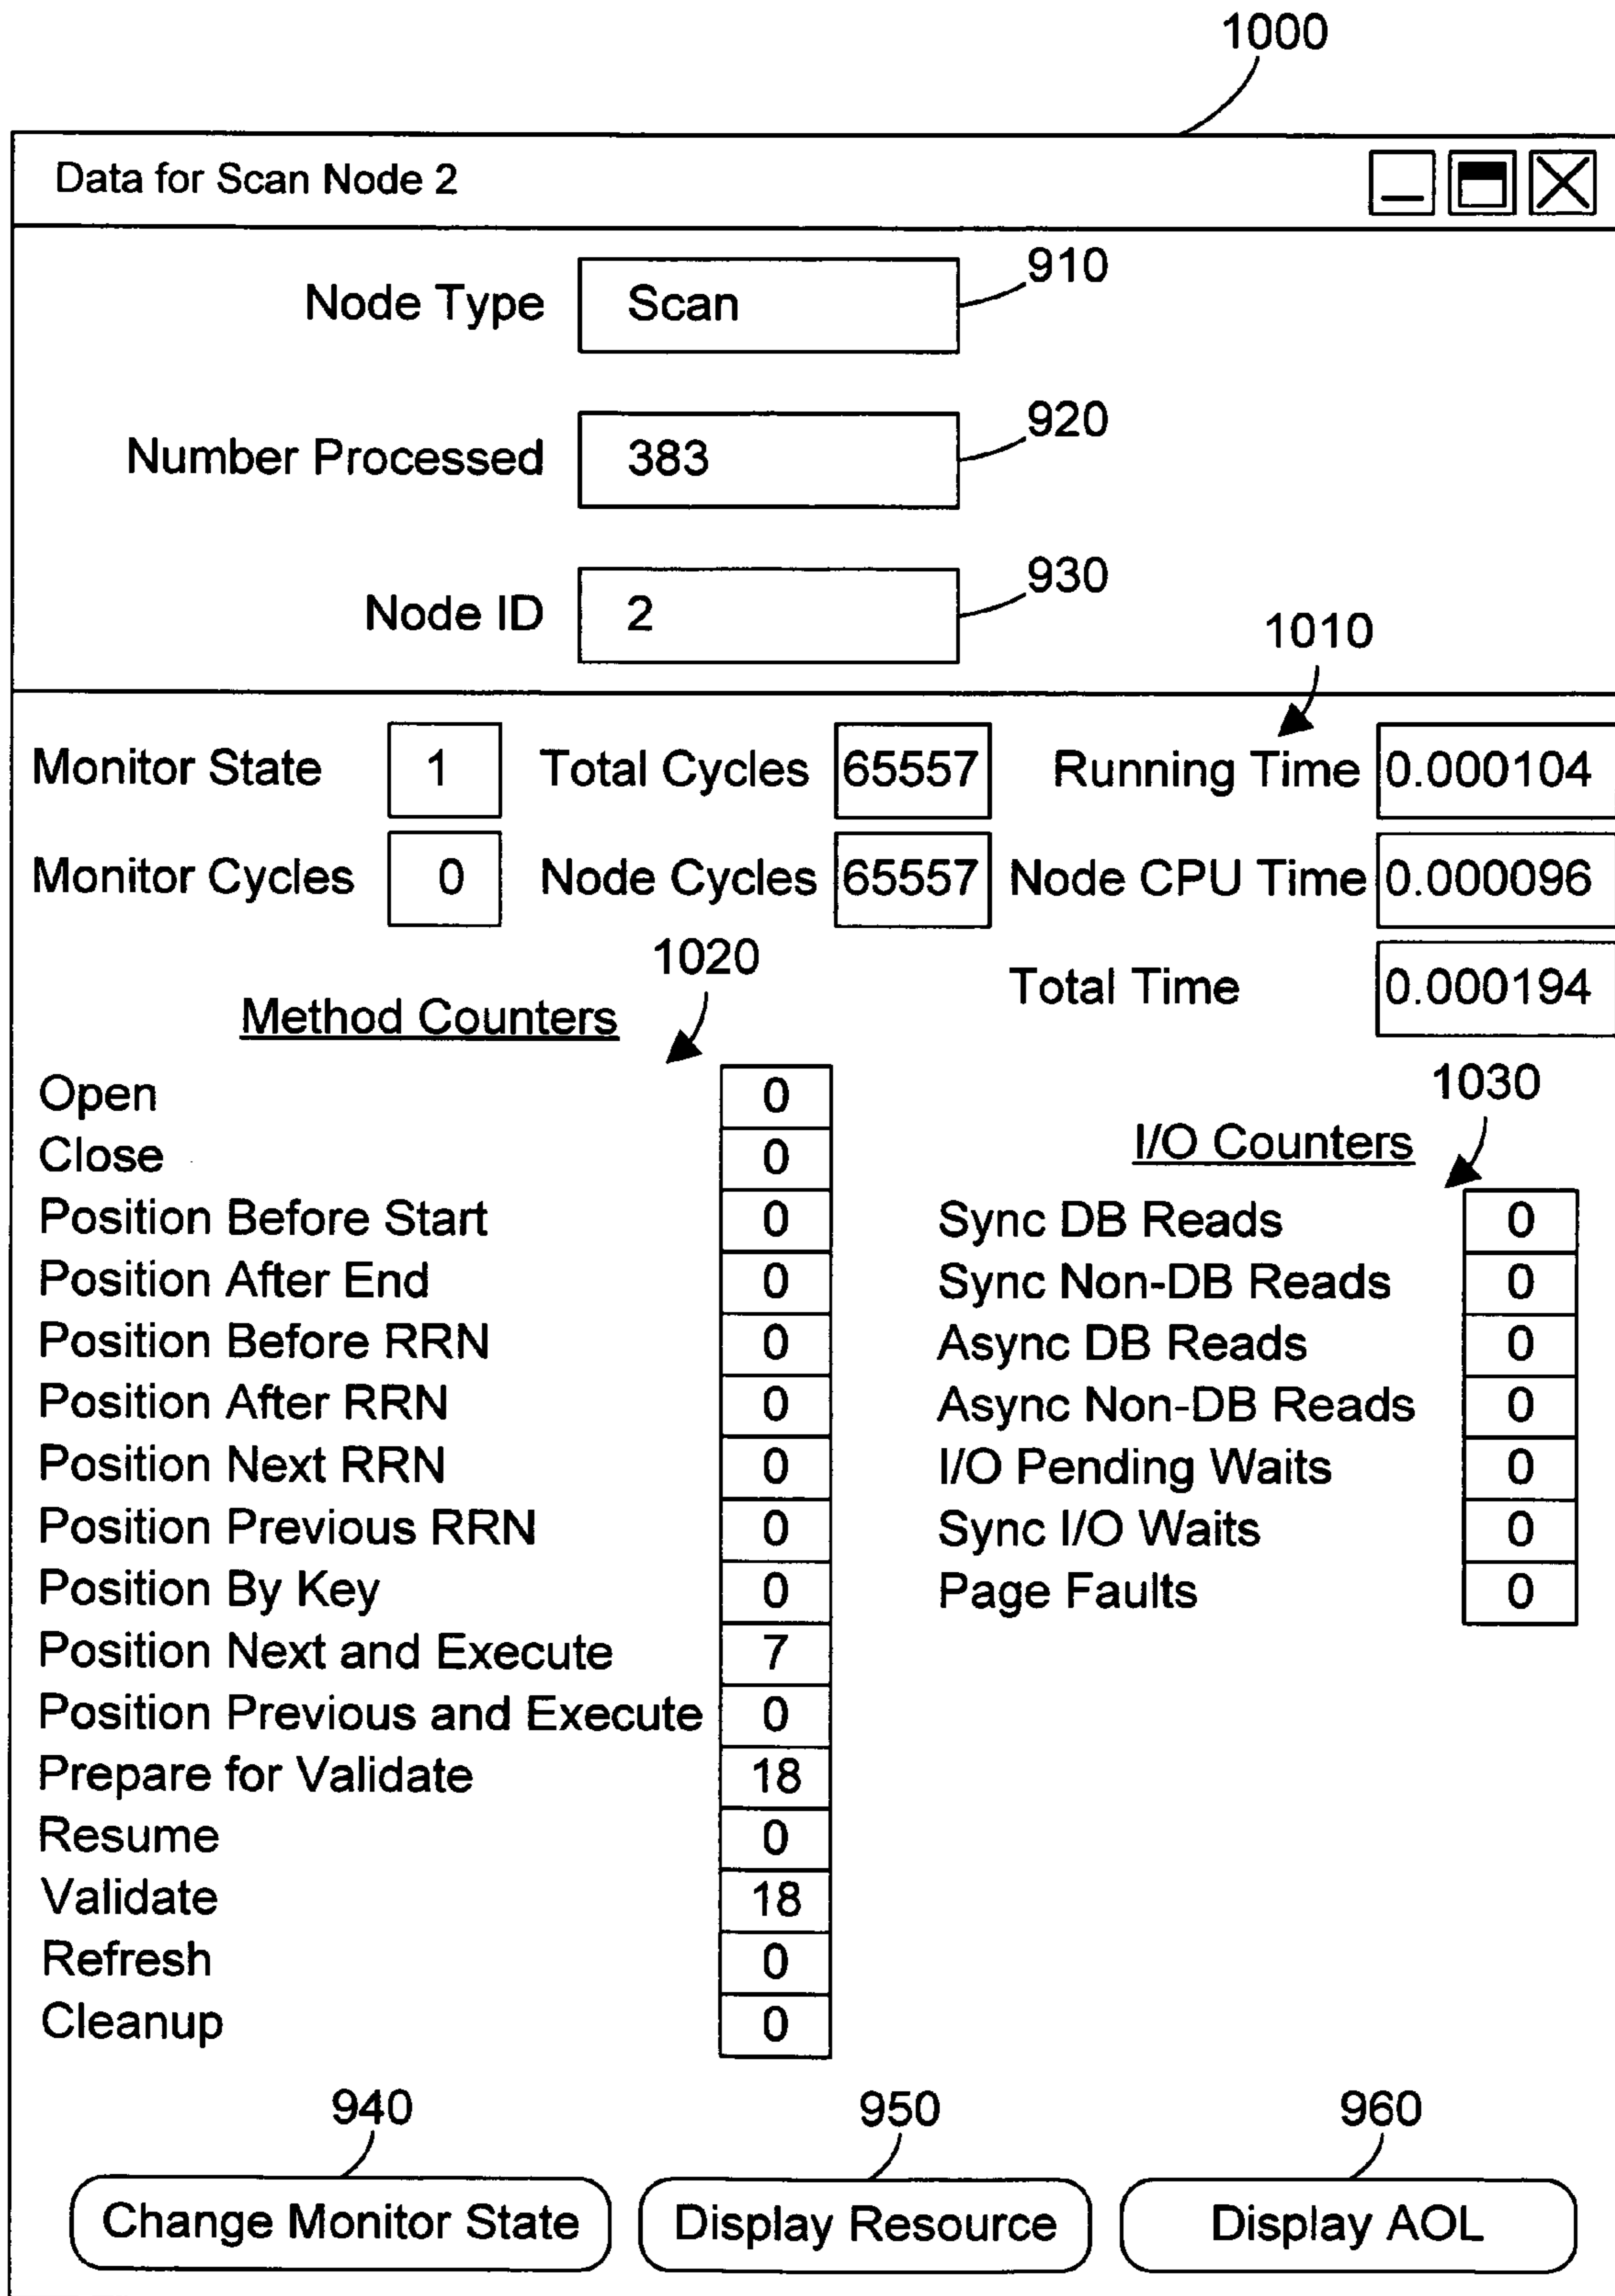 1000
Data for Scan Node 2
Node Type Scan 910
Number Processed 383 920
Node ID 2 930
1010
Monitor State 1 Total Cycles 65557 Running Time 0.000104
Monitor Cycles 0 Node Cycles 65557 Node CPU Time 0.000096
1020
Total Time 0.000194
Method Counters
1030
Open 0
I/O Counters
Close 0
Position Before Start 0 Sync DB Reads 0
Position After End 0 Sync Non-DB Reads 0
Position Before RRN 0 Async DB Reads 0
Position After RRN 0 Async Non-DB Reads 0
Position Next RRN 0 I/O Pending Waits 0
Position Previous RRN 0 Sync I/O Waits 0
Position By Key 0 Page Faults 0
Position Next and Execute 7
Position Previous and Execute 0
Prepare for Validate 18
Resume 0
Validate 18
Refresh 0
Cleanup 0
940 950 960
Change Monitor State Display Resource Display AOL